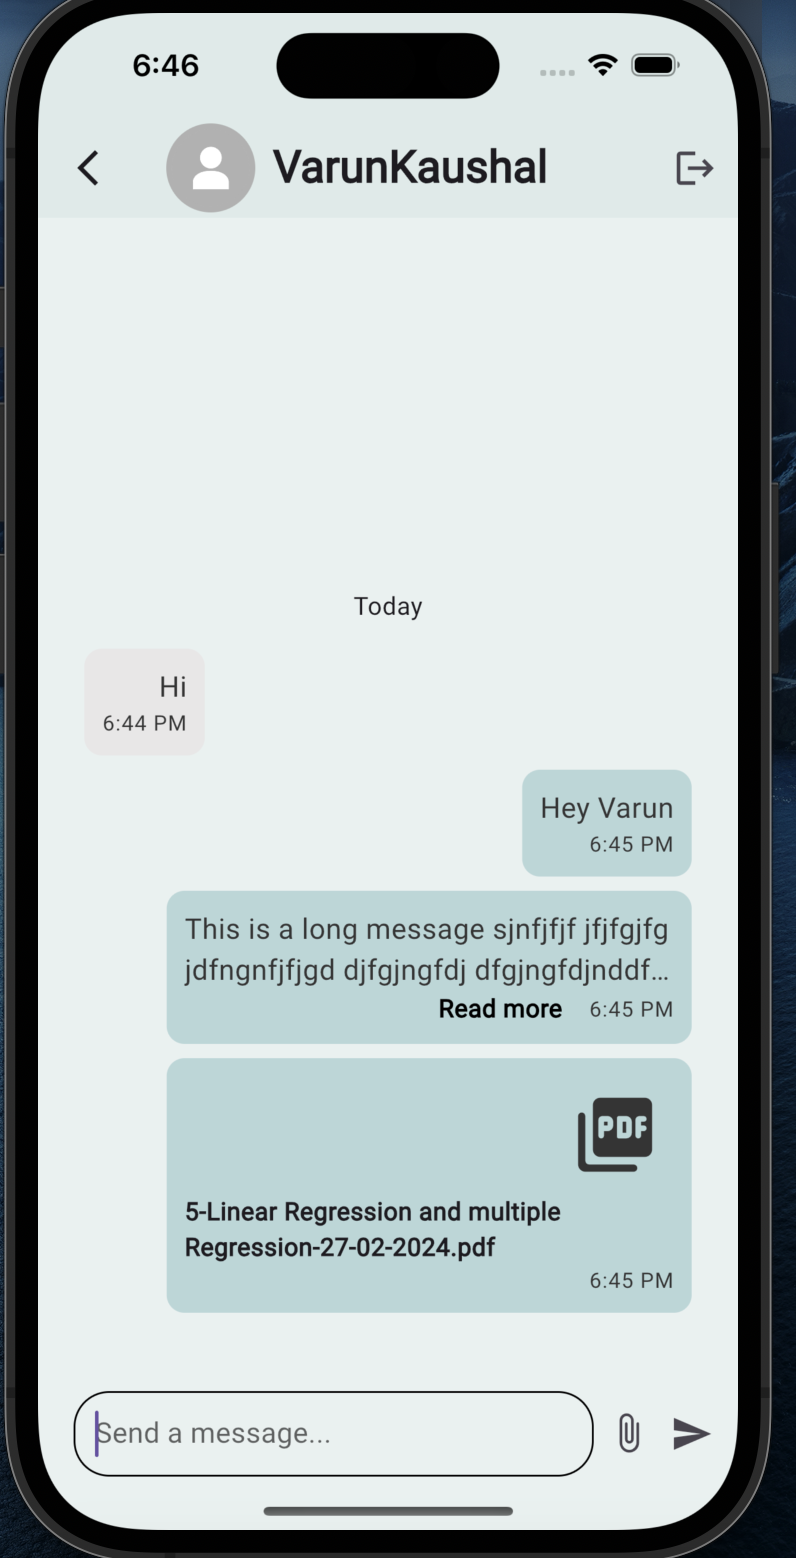 6:46
VarunKaushal
Today
Hi
6:44 PM
Hey Varun
6:45 PM
This is a long message sjnfjfjf jfjfgjfg
jdfngnfjfjgd djfgjngfdj dfgjngfdjnddf...
Read more 6:45 PM
PDF
5-Linear Regression and multiple
Regression-27-02-2024.pdf
6:45 PM
Send a message...